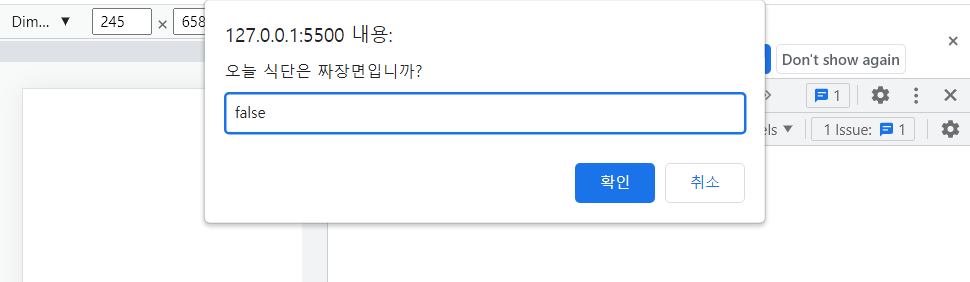 Dim... ▼ 245 × 658
127.0.0.1:5500 내용:
오늘 식단은 짜장면입니까?
false
확인 취소
Don't show again
1
1 Issue: 1